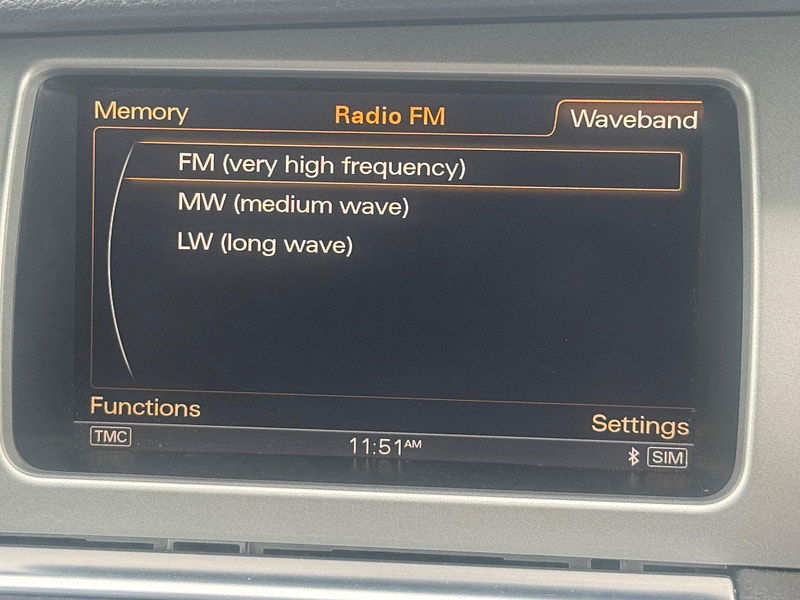 Memory Radio FM Waveband
FM (very high frequency)
MW (medium wave)
LW (long wave)
Functions Settings
TMC 11:51AM SIM